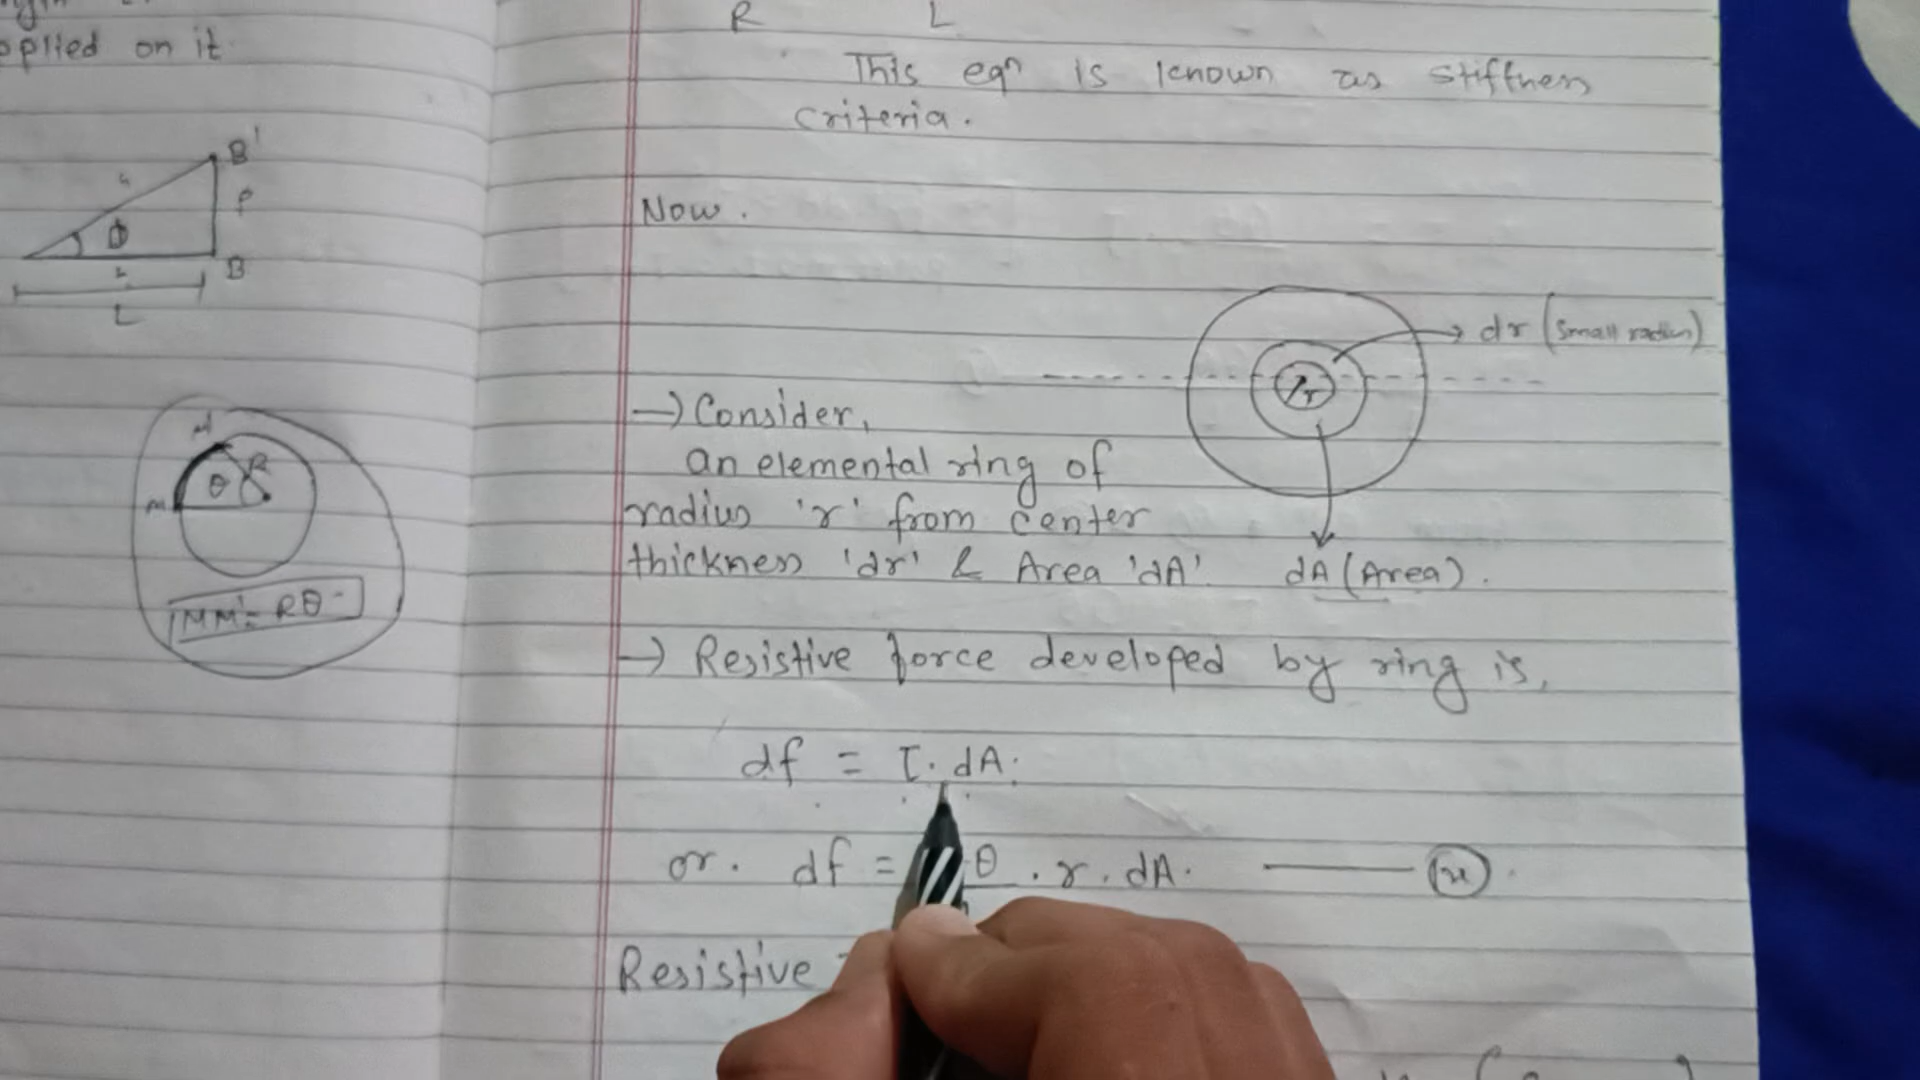 applied on it
B'
P
Φ
L
B
L
M'
R
θ
M
MM' = Rθ
R L
This eqn is known as stiffness
criteria.
Now.
dr (small radius)
r
→ Consider,
an elemental ring of
radius 'r' from center
thickness 'dr' & Area 'dA'. dA (Area).
→ Resistive force developed by ring is,
df = τ. dA.
or. df = θ . r. dA.
Resistive